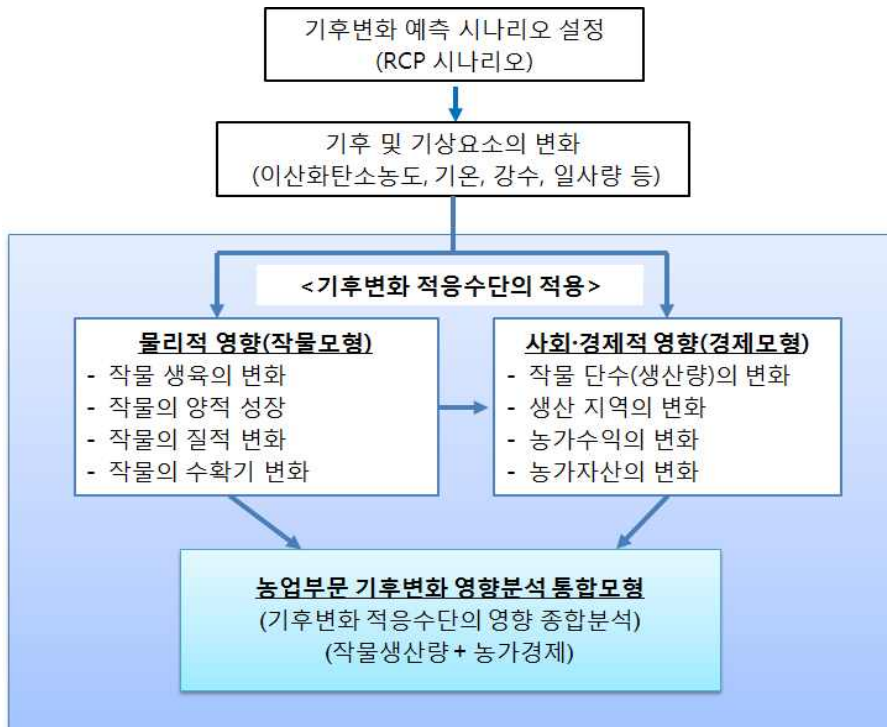 기후변화 예측 시나리오 설정
(RCP 시나리오)
기후 및 기상요소의 변화
(이산화탄소농도, 기온, 강수, 일사량 등)
<기후변화 적응수단의 적용>
물리적 영향(작물모형)
- 작물 생육의 변화
- 작물의 양적 성장
- 작물의 질적 변화
- 작물의 수확기 변화
사회·경제적 영향(경제모형)
- 작물 단수(생산량)의 변화
- 생산 지역의 변화
- 농가수익의 변화
- 농가자산의 변화
농업부문 기후변화 영향분석 통합모형
(기후변화 적응수단의 영향 종합분석)
(작물생산량 + 농가경제)